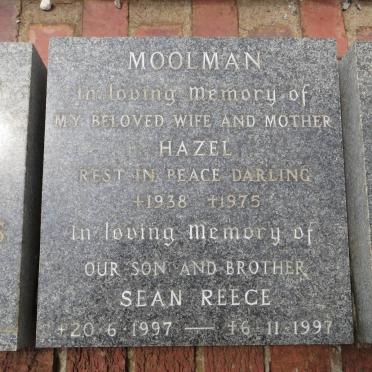 MOOLMAN
In loving Memory of
MY BELOVED WIFE AND MOTHER
HAZEL
REST IN PEACE DARLING
+1938 +1975
In loving Memory of
OUR SON AND BROTHER
SEAN REECE
+20·6·1997 — +6·11·1997